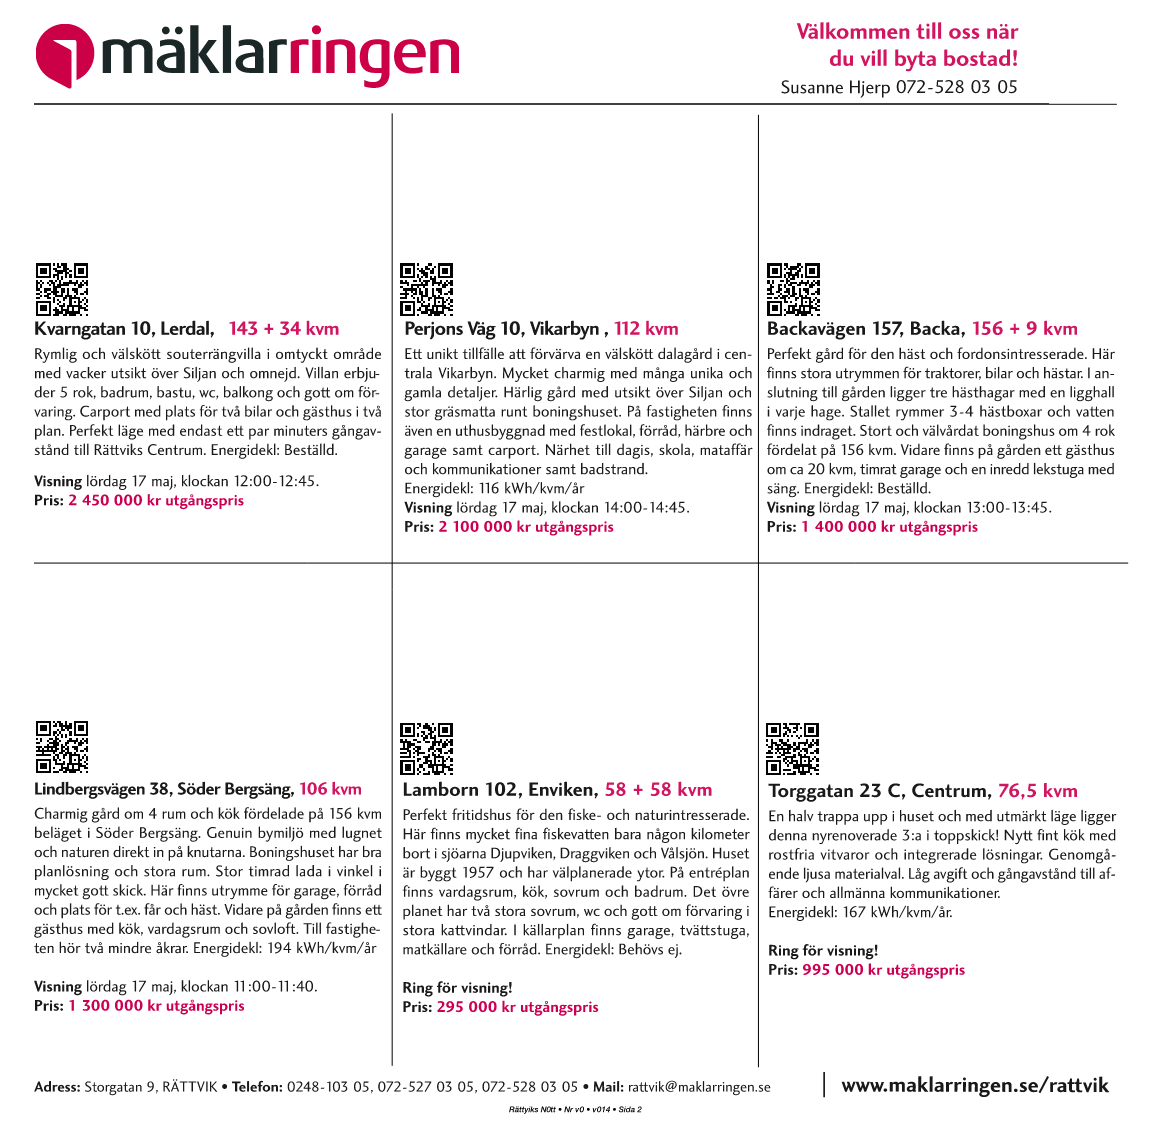 mäklarringen
Välkommen till oss när
du vill byta bostad!
Susanne Hjerp 072-528 03 05
Kvarngatan 10, Lerdal, 143 + 34 kvm
Rymlig och välskött souterrängvilla i omtyckt område
med vacker utsikt över Siljan och omnejd. Villan erbju-
der 5 rok, badrum, bastu, wc, balkong och gott om för-
varing. Carport med plats för två bilar och gästhus i två
plan. Perfekt läge med endast ett par minuters gångav-
stånd till Rättviks Centrum. Energidekl: Beställd.
Visning lördag 17 maj, klockan 12:00-12:45.
Pris: 2 450 000 kr utgångspris
Perjons Väg 10, Vikarbyn , 112 kvm
Ett unikt tillfälle att förvärva en välskött dalagård i cen-
trala Vikarbyn. Mycket charmig med många unika och
gamla detaljer. Härlig gård med utsikt över Siljan och
stor gräsmatta runt boningshuset. På fastigheten finns
även en uthusbyggnad med festlokal, förråd, härbre och
garage samt carport. Närhet till dagis, skola, mataffär
och kommunikationer samt badstrand.
Energidekl: 116 kWh/kvm/år
Visning lördag 17 maj, klockan 14:00-14:45.
Pris: 2 100 000 kr utgångspris
Backavägen 157, Backa, 156 + 9 kvm
Perfekt gård för den häst och fordonsintresserade. Här
finns stora utrymmen för traktorer, bilar och hästar. I an-
slutning till gården ligger tre hästhagar med en ligghall
i varje hage. Stallet rymmer 3-4 hästboxar och vatten
finns indraget. Stort och välvårdat boningshus om 4 rok
fördelat på 156 kvm. Vidare finns på gården ett gästhus
om ca 20 kvm, timrat garage och en inredd lekstuga med
säng. Energidekl: Beställd.
Visning lördag 17 maj, klockan 13:00-13:45.
Pris: 1 400 000 kr utgångspris
Lindbergsvägen 38, Söder Bergsäng, 106 kvm
Charmig gård om 4 rum och kök fördelade på 156 kvm
beläget i Söder Bergsäng. Genuin bymiljö med lugnet
och naturen direkt in på knutarna. Boningshuset har bra
planlösning och stora rum. Stor timrad lada i vinkel i
mycket gott skick. Här finns utrymme för garage, förråd
och plats för t.ex. får och häst. Vidare på gården finns ett
gästhus med kök, vardagsrum och sovloft. Till fastighe-
ten hör två mindre åkrar. Energidekl: 194 kWh/kvm/år
Visning lördag 17 maj, klockan 11:00-11:40.
Pris: 1 300 000 kr utgångspris
Lamborn 102, Enviken, 58 + 58 kvm
Perfekt fritidshus för den fiske- och naturintresserade.
Här finns mycket fina fiskevatten bara någon kilometer
bort i sjöarna Djupviken, Draggviken och Vålsjön. Huset
är byggt 1957 och har välplanerade ytor. På entréplan
finns vardagsrum, kök, sovrum och badrum. Det övre
planet har två stora sovrum, wc och gott om förvaring i
stora kattvindar. I källarplan finns garage, tvättstuga,
matkällare och förråd. Energidekl: Behövs ej.
Ring för visning!
Pris: 295 000 kr utgångspris
Torggatan 23 C, Centrum, 76,5 kvm
En halv trappa upp i huset och med utmärkt läge ligger
denna nyrenoverade 3:a i toppskick! Nytt fint kök med
rostfria vitvaror och integrerade lösningar. Genomgå-
ende ljusa materialval. Låg avgift och gångavstånd till af-
färer och allmänna kommunikationer.
Energidekl: 167 kWh/kvm/år.
Ring för visning!
Pris: 995 000 kr utgångspris
Adress: Storgatan 9, RÄTTVIK • Telefon: 0248-103 05, 072-527 03 05, 072-528 03 05 • Mail: rattvik@maklarringen.se
www.maklarringen.se/rattvik
Rättviks N0tt • Nr v0 • v014 • Sida 2